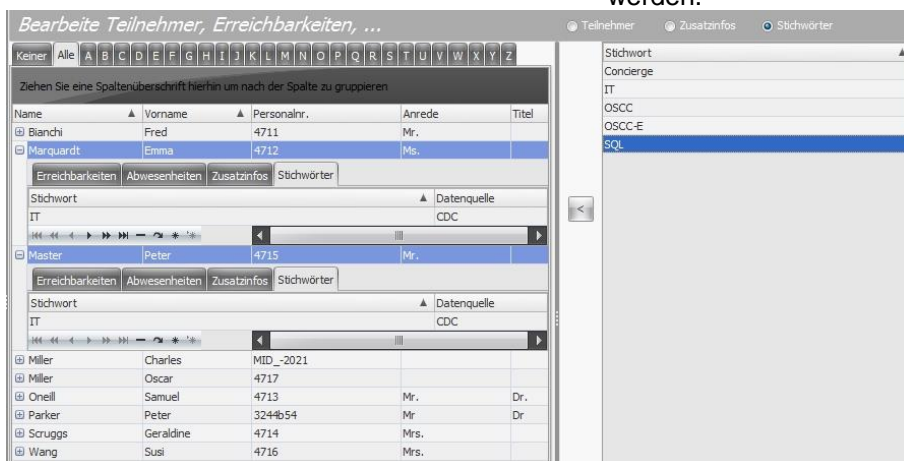 werden.
Bearbeite Teilnehmer, Erreichbarkeiten, ...
Teilnehmer Zusatzinfos Stichwörter
Keiner Alle A B C D E F G H I J K L M N O P Q R S T U V W X Y Z
Ziehen Sie eine Spaltenüberschrift hierhin um nach der Spalte zu gruppieren
Name Vorname Personalnr. Anrede Titel
Bianchi Fred 4711 Mr.
Marquardt Emma 4712 Ms.
Erreichbarkeiten Abwesenheiten Zusatzinfos Stichwörter
Stichwort Datenquelle
IT CDC
Master Peter 4715 Mr.
Erreichbarkeiten Abwesenheiten Zusatzinfos Stichwörter
Stichwort Datenquelle
IT CDC
Miller Charles MID_-2021
Miller Oscar 4717
Oneill Samuel 4713 Mr. Dr.
Parker Peter 3244b54 Mr Dr
Scruggs Geraldine 4714 Mrs.
Wang Susi 4716 Mrs.
<
Stichwort
Concierge
IT
OSCC
OSCC-E
SQL